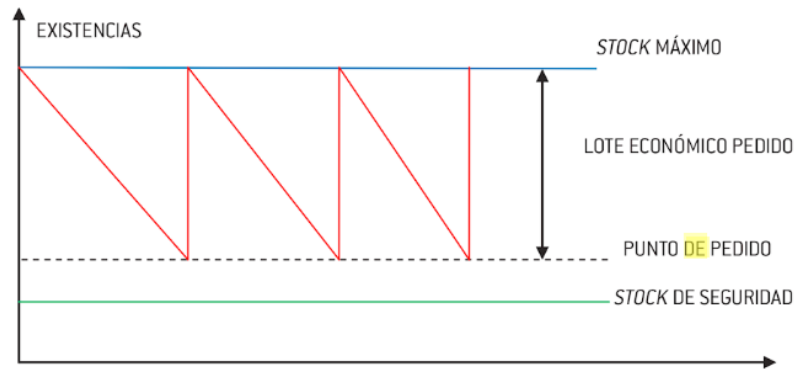 EXISTENCIAS
STOCK MÁXIMO
LOTE ECONÓMICO PEDIDO
PUNTO DE PEDIDO
STOCK DE SEGURIDAD